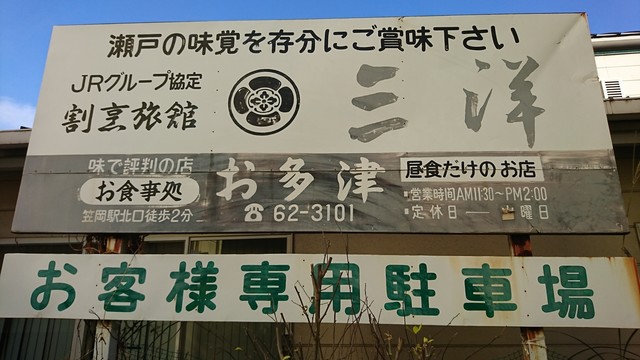 瀬戸の味覚を存分にご賞味下さい
JRグループ協定
割烹旅館
三洋
味で評判の店
お食事処
笠岡駅北口徒歩2分
お多津
☎ 62-3101
昼食だけのお店
▪営業時間AM11:30～PM2:00
▪定休日 ── 曜日
お客様専用駐車場